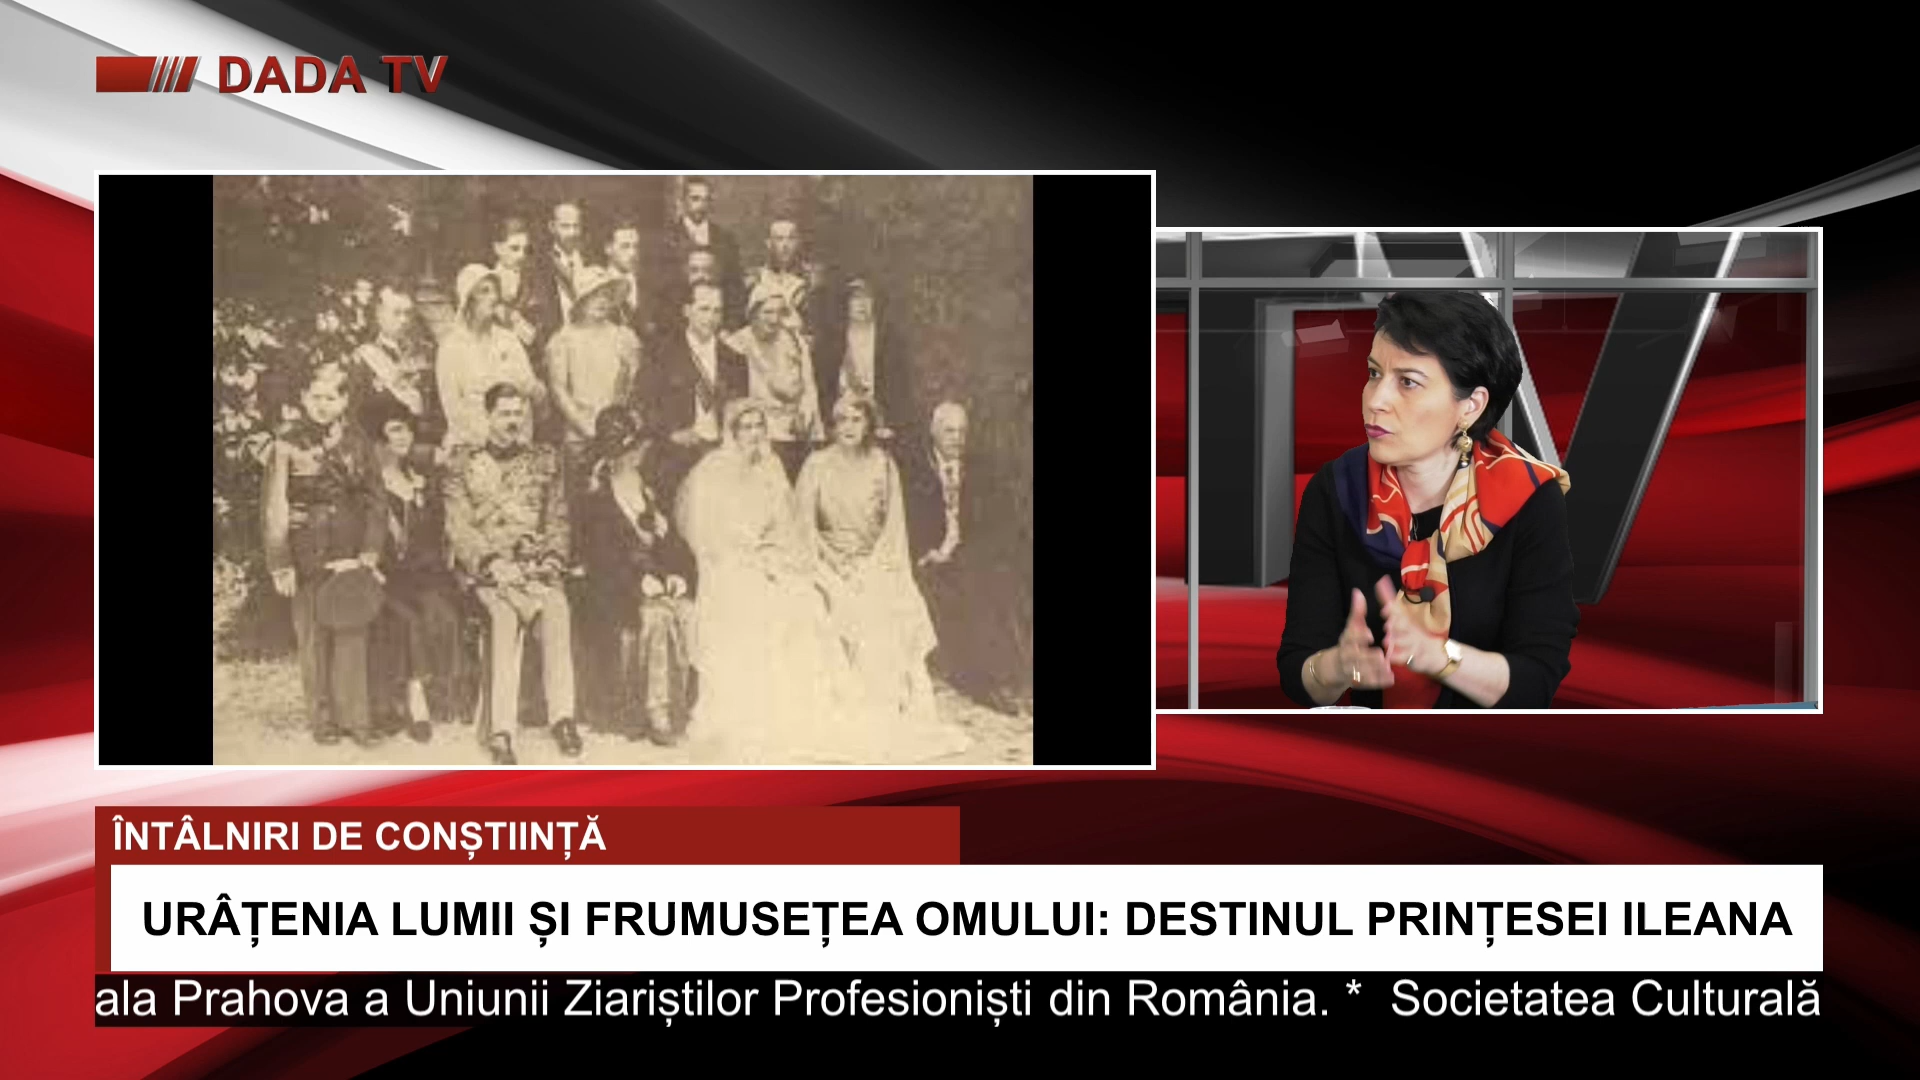 DADA TV
ÎNTÂLNIRI DE CONȘTIINȚĂ
URÂȚENIA LUMII ȘI FRUMUSEȚEA OMULUI: DESTINUL PRINȚESEI ILEANA
ala Prahova a Uniunii Ziariștilor Profesioniști din România. * Societatea Culturală